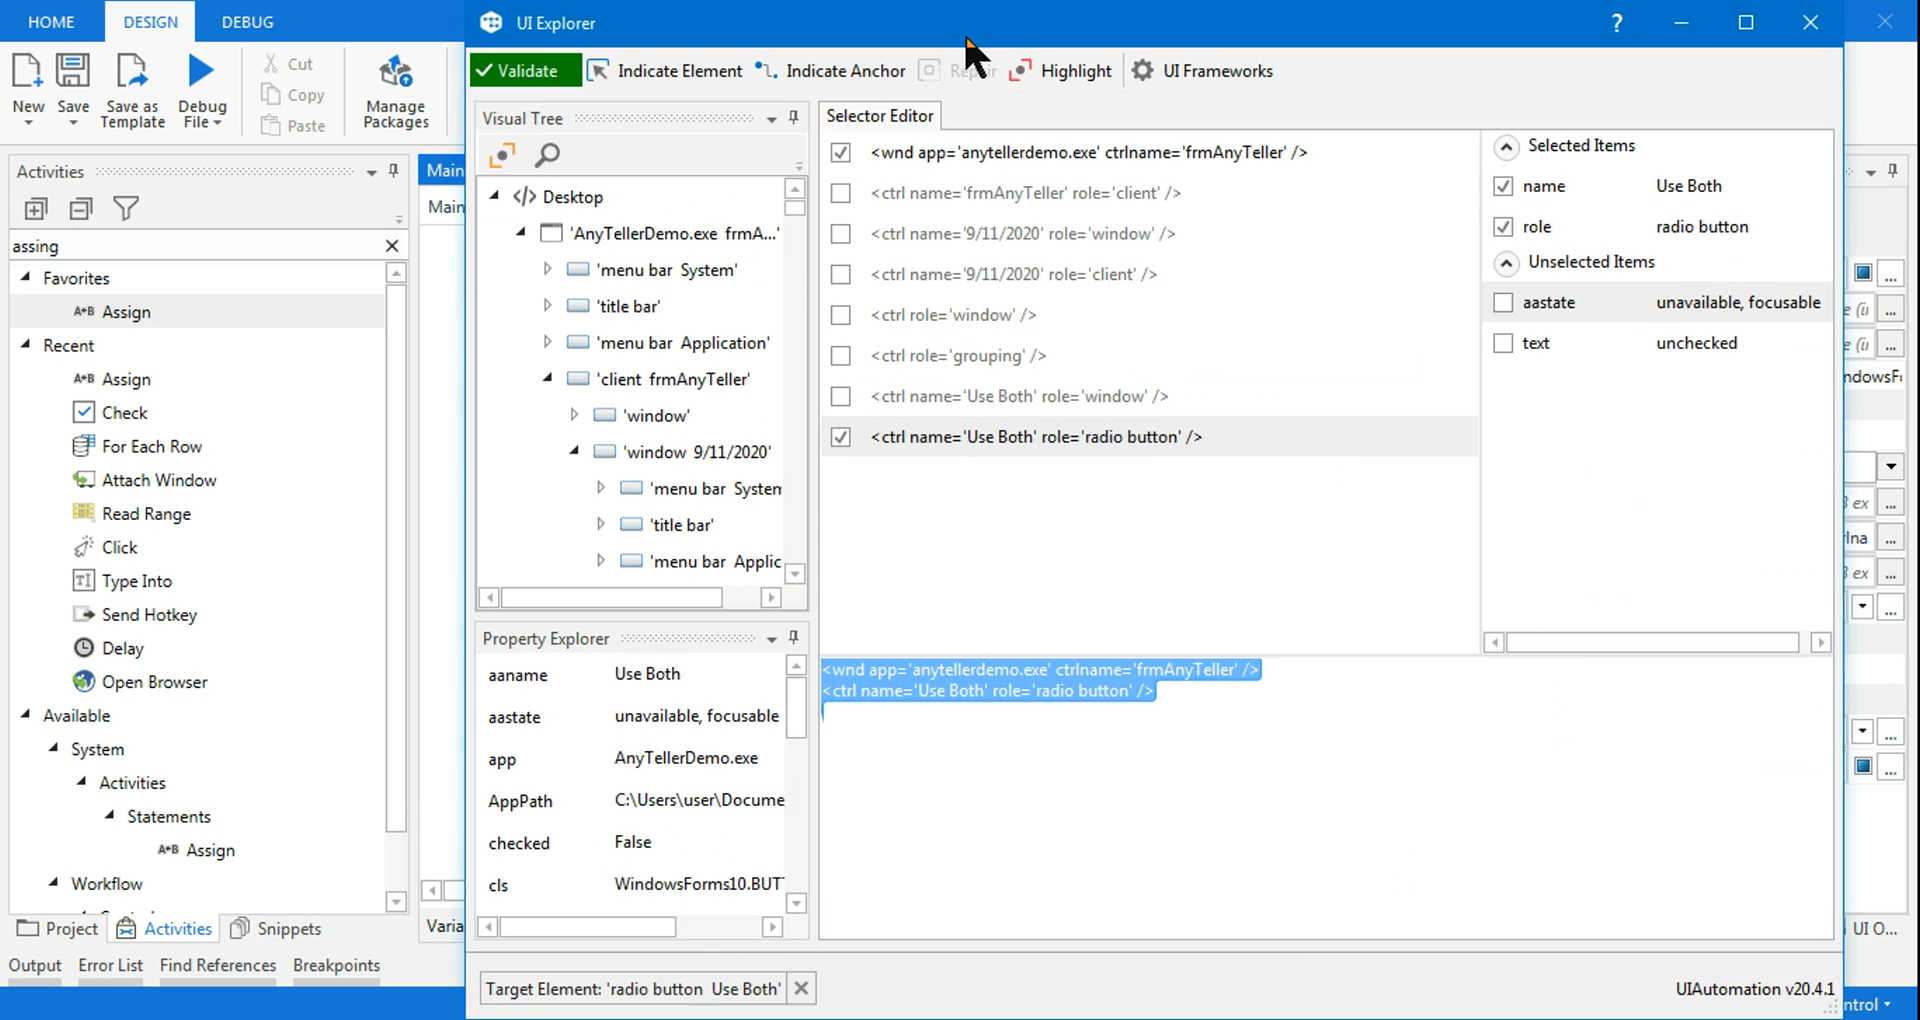 HOME
DESIGN
DEBUG
UI Explorer
?
New
Save
Save as Template
Debug File
Cut
Copy
Paste
Manage Packages
Validate
Indicate Element
Indicate Anchor
Highlight
UI Frameworks
Activities
assing
Favorites
A+B Assign
Recent
A+B Assign
Check
For Each Row
Attach Window
Read Range
Click
TI Type Into
Send Hotkey
Delay
Open Browser
Available
System
Activities
Statements
A+B Assign
Workflow
Project
Activities
Snippets
Output
Error List
Find References
Breakpoints
Main
Main
Varia
Visual Tree
</> Desktop
'AnyTellerDemo.exe frmA...'
'menu bar System'
'title bar'
'menu bar Application'
'client frmAnyTeller'
'window'
'window 9/11/2020'
'menu bar System
'title bar'
'menu bar Applic
Property Explorer
aaname Use Both
aastate unavailable, focusable
app AnyTellerDemo.exe
AppPath C:\Users\user\Docume
checked False
cls WindowsForms10.BUT
Selector Editor
<wnd app='anytellerdemo.exe' ctrlname='frmAnyTeller' />
<ctrl name='frmAnyTeller' role='client' />
<ctrl name='9/11/2020' role='window' />
<ctrl name='9/11/2020' role='client' />
<ctrl role='window' />
<ctrl role='grouping' />
<ctrl name='Use Both' role='window' />
<ctrl name='Use Both' role='radio button' />
Selected Items
name Use Both
role radio button
Unselected Items
aastate unavailable, focusable
text unchecked
<wnd app='anytellerdemo.exe' ctrlname='frmAnyTeller' />
<ctrl name='Use Both' role='radio button' />
Target Element: 'radio button Use Both'
UIAutomation v20.4.1
...
...
...
ndowsF
...
...
...
...
...
...
UI O...
ntrol